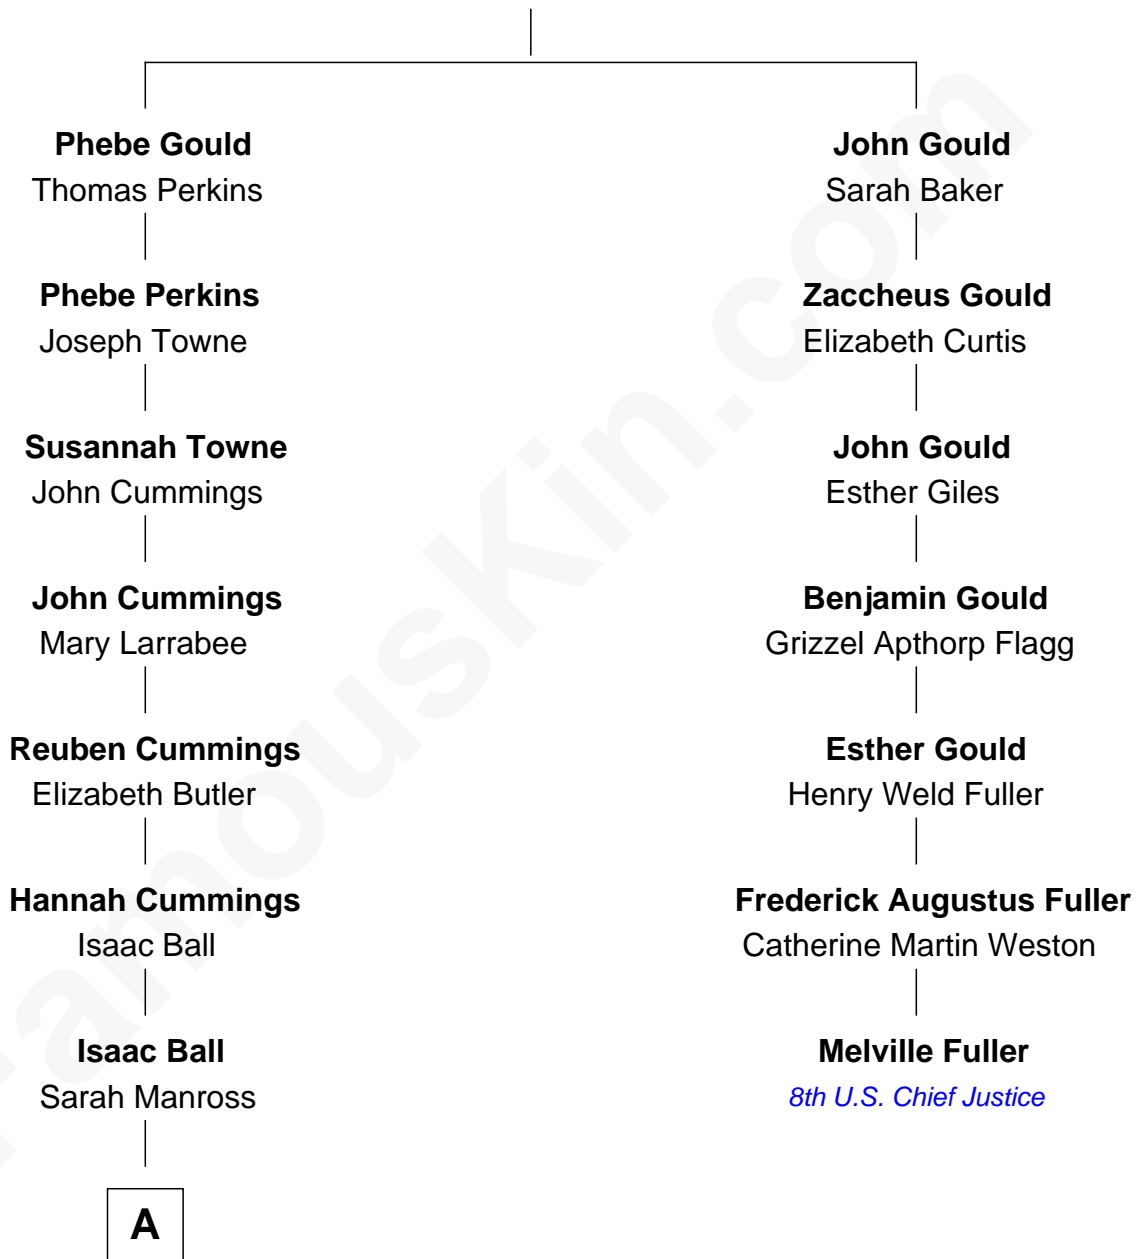 Phebe Gould
Thomas Perkins
Phebe Perkins
Joseph Towne
Susannah Towne
John Cummings
John Cummings
Mary Larrabee
Reuben Cummings
Elizabeth Butler
Hannah Cummings
Isaac Ball
Isaac Ball
Sarah Manross
A
John Gould
Sarah Baker
Zaccheus Gould
Elizabeth Curtis
John Gould
Esther Giles
Benjamin Gould
Grizzel Apthorp Flagg
Esther Gould
Henry Weld Fuller
Frederick Augustus Fuller
Catherine Martin Weston
Melville Fuller
8th U.S. Chief Justice
FamousKin.com